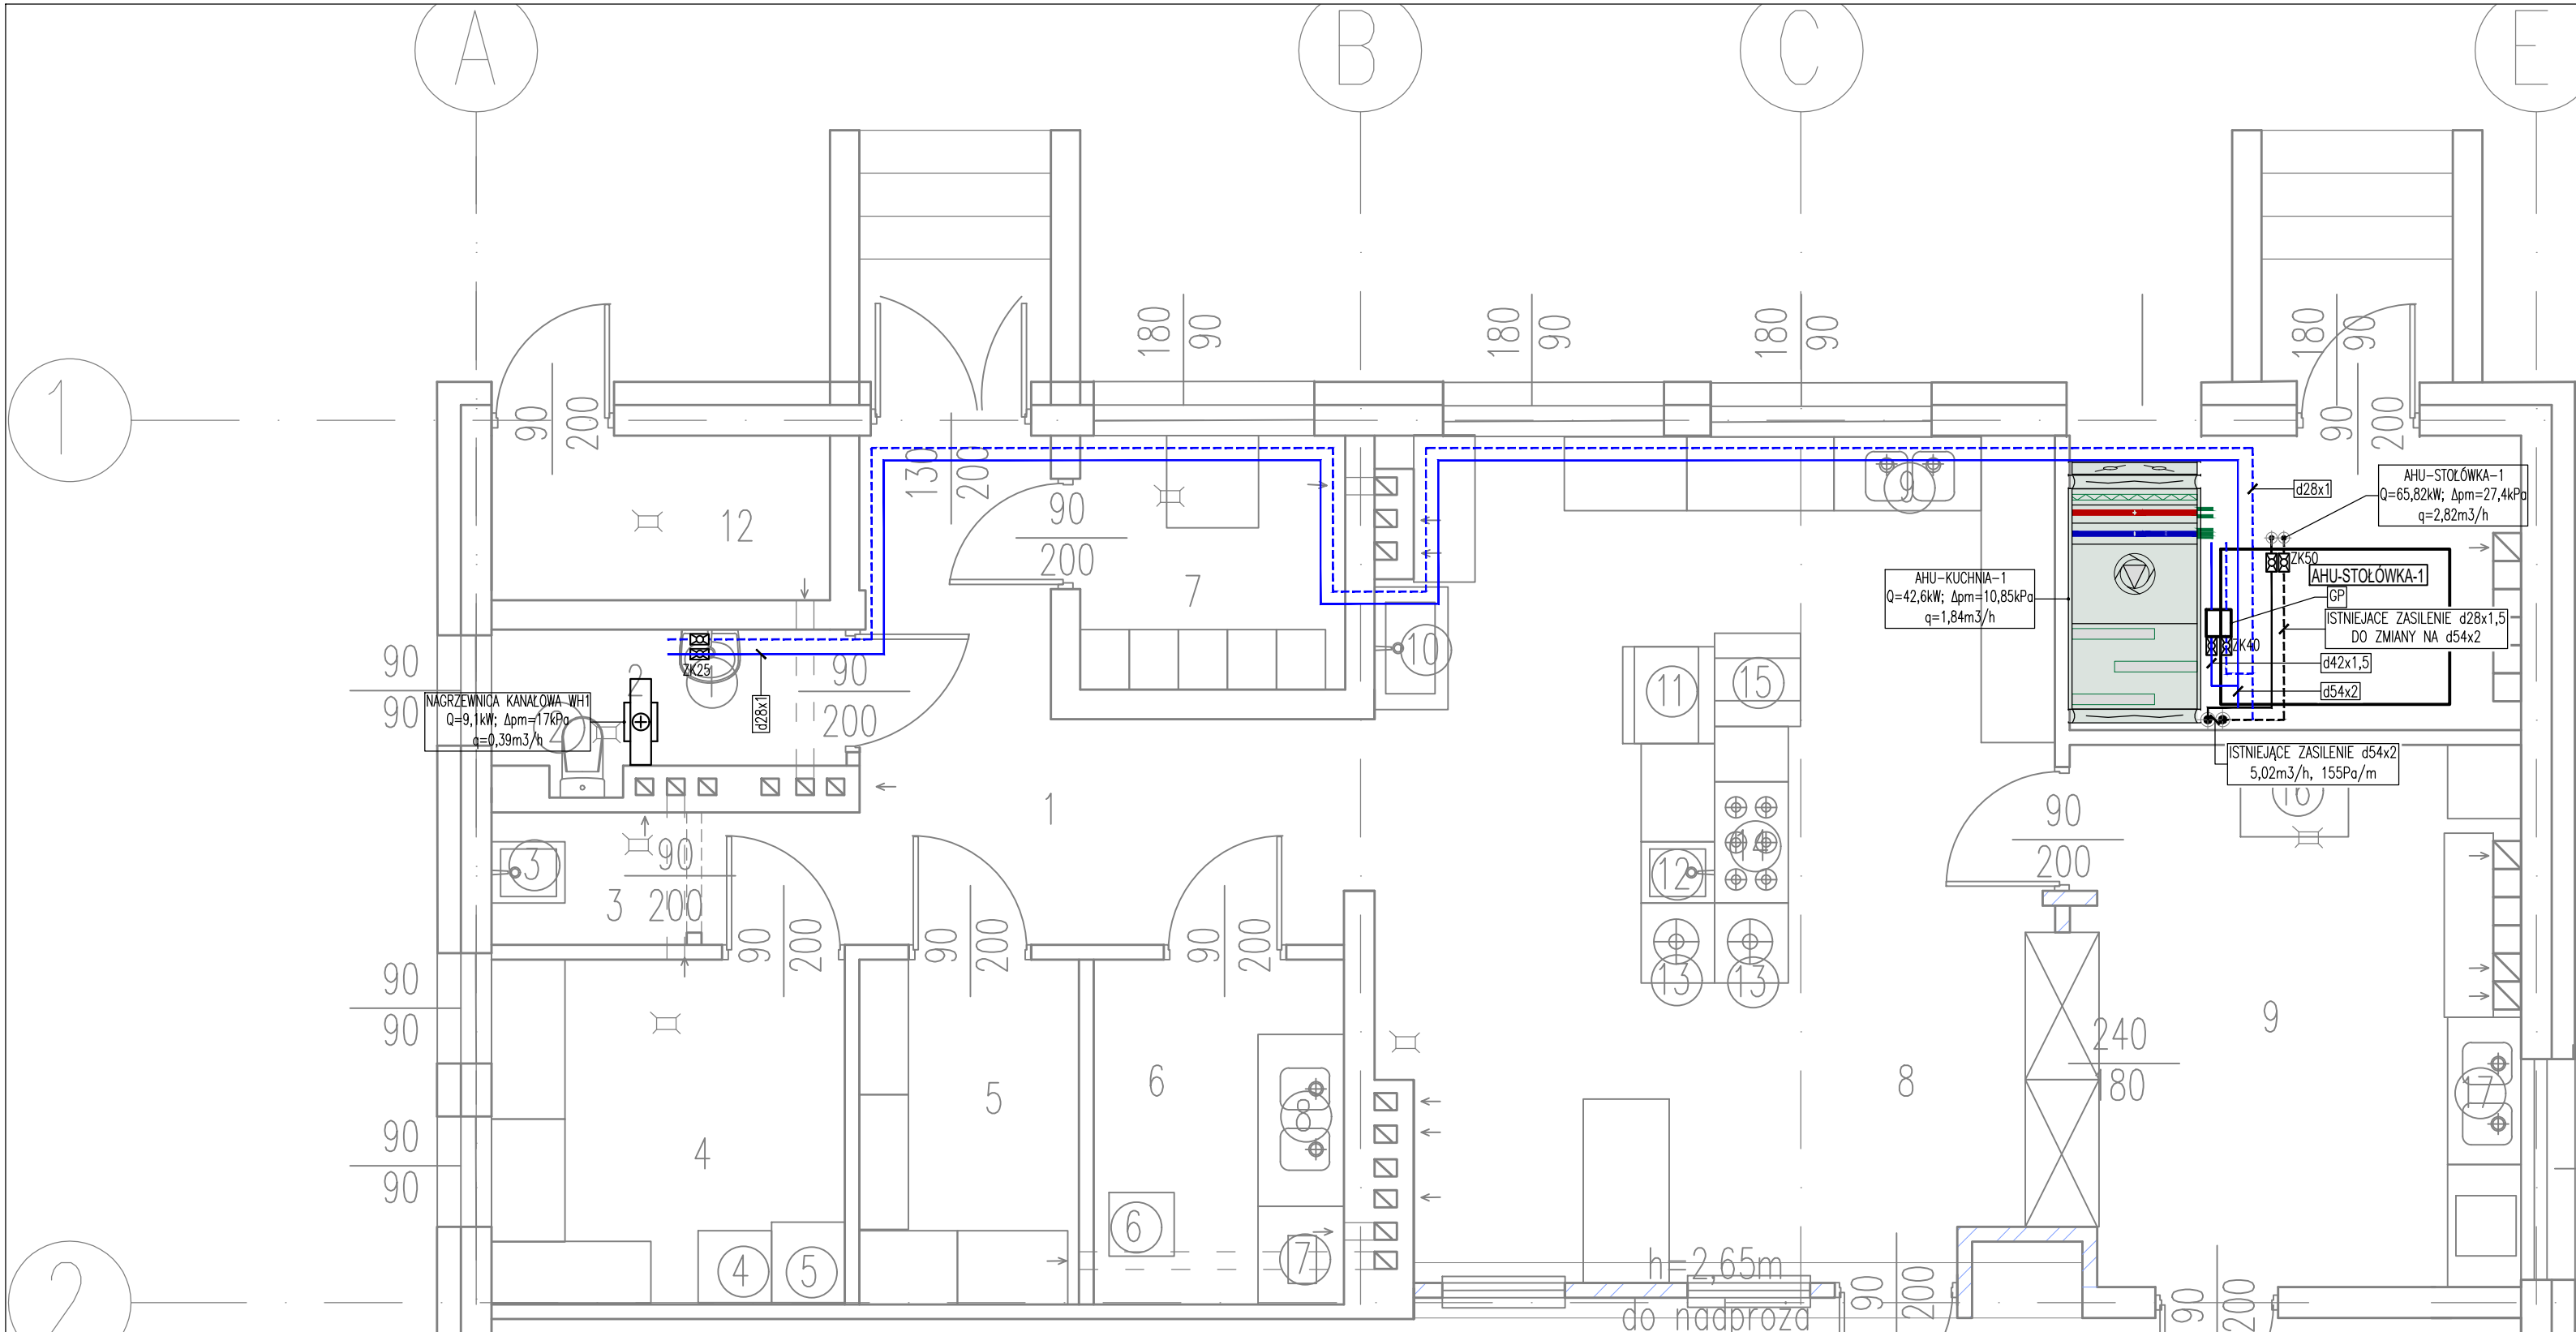 A
B
C
E
1
2
180
90
180
90
180
90
180
90
90
200
130
200
90
200
12
90
200
7
9
10
AHU-STOŁÓWKA-1
Q=65,82kW; Δpm=27,4kPa
q=2,82m3/h
d28x1
ZK50
AHU-STOŁÓWKA-1
GP
ISTNIEJACE ZASILENIE d28x1,5
DO ZMIANY NA d54x2
ZK40
d42x1,5
d54x2
AHU-KUCHNIA-1
Q=42,6kW; Δpm=10,85kPa
q=1,84m3/h
ISTNIEJĄCE ZASILENIE d54x2
5,02m3/h, 155Pa/m
16
90
90
2
ZK25
d28x1
90
200
NAGRZEWNICA KANAŁOWA WH1
Q=9,1kW; Δpm=17kPa
q=0,39m3/h
2
11
15
1
3
90
3 200
12
14
13
13
90
200
90
200
90
200
90
200
90
90
90
90
4
5
6
8
9
240
180
8
17
6
7
4
5
h=2,65m
do nadproża
90
200
90
200